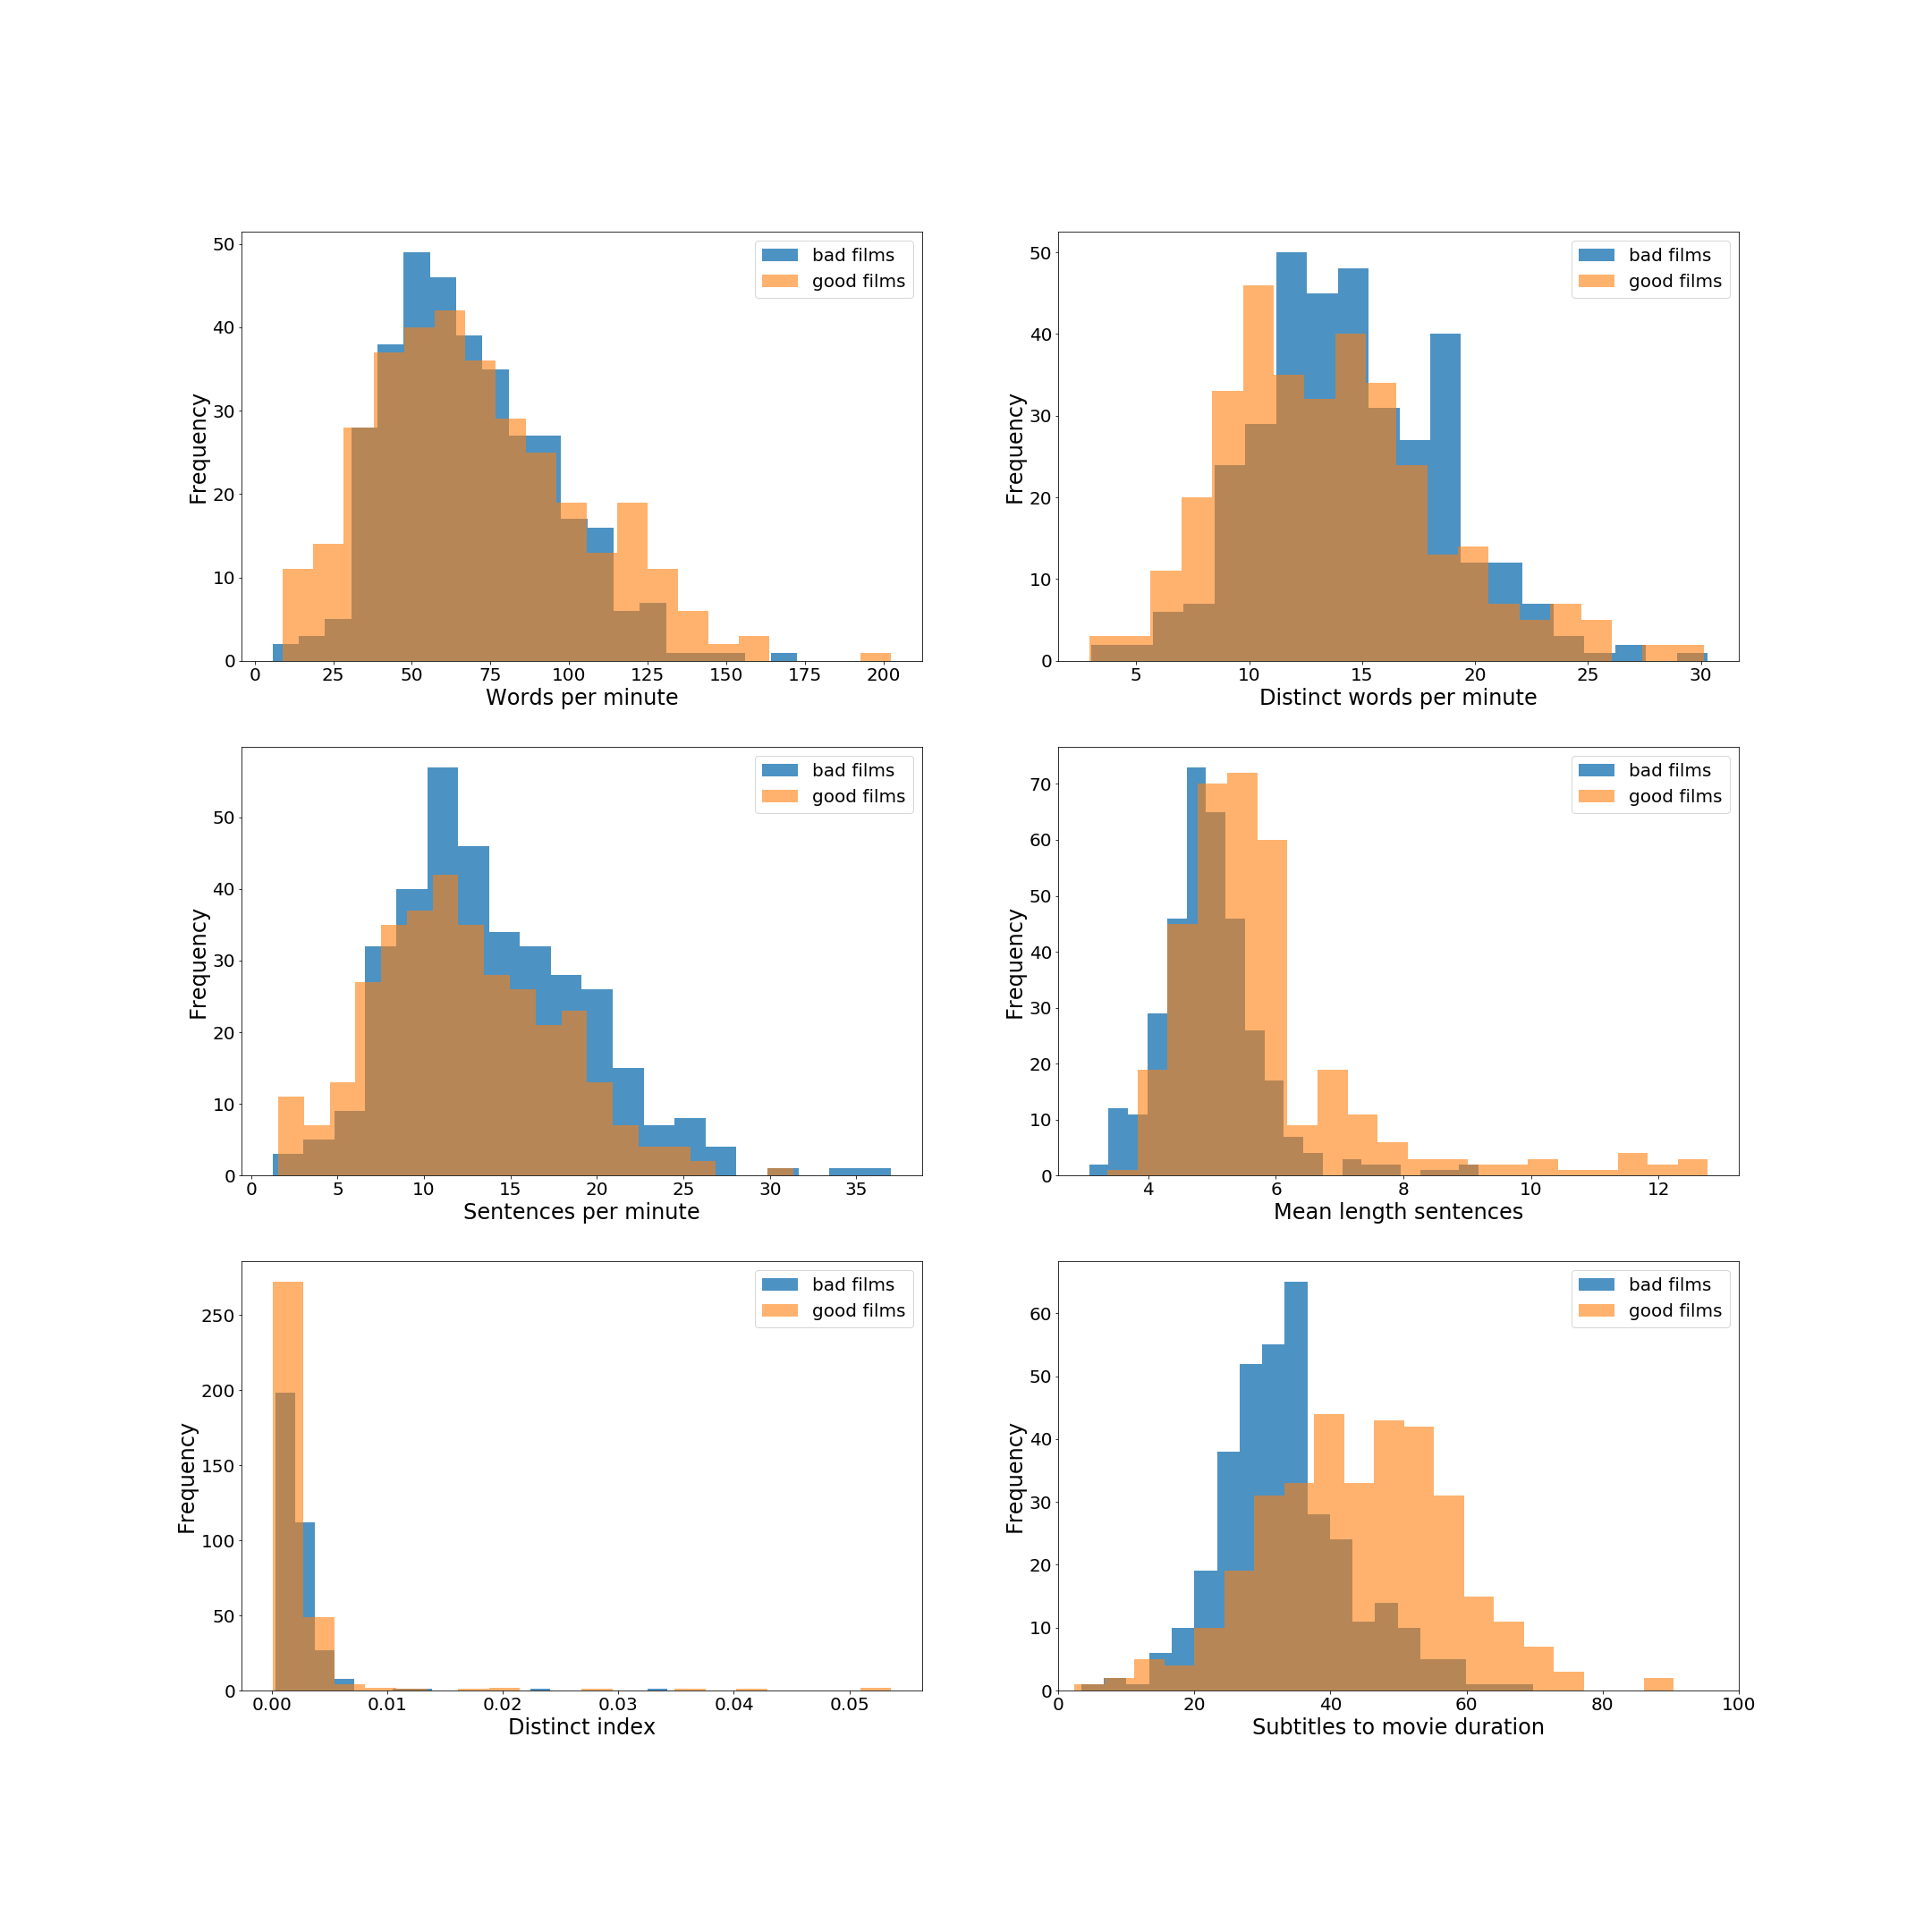 50
40
30
20
10
0
Frequency
bad films
good films
0 25 50 75 100 125 150 175 200
Words per minute
50
40
30
20
10
0
Frequency
bad films
good films
5 10 15 20 25 30
Distinct words per minute
50
40
30
20
10
0
Frequency
bad films
good films
0 5 10 15 20 25 30 35
Sentences per minute
70
60
50
40
30
20
10
0
Frequency
bad films
good films
4 6 8 10 12
Mean length sentences
250
200
150
100
50
0
Frequency
bad films
good films
0.00 0.01 0.02 0.03 0.04 0.05
Distinct index
60
50
40
30
20
10
0
Frequency
bad films
good films
0 20 40 60 80 100
Subtitles to movie duration